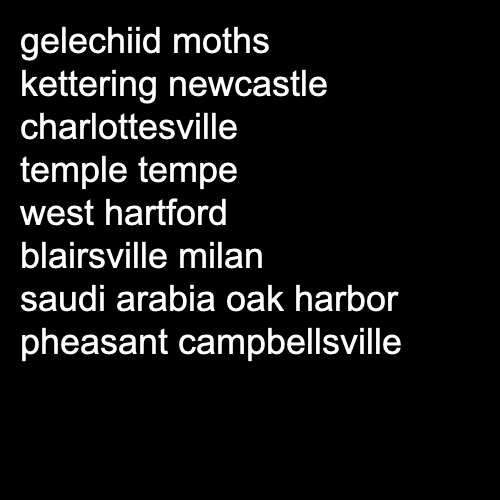 gelechiid moths
kettering newcastle
charlottesville
temple tempe
west hartford
blairsville milan
saudi arabia oak harbor
pheasant campbellsville